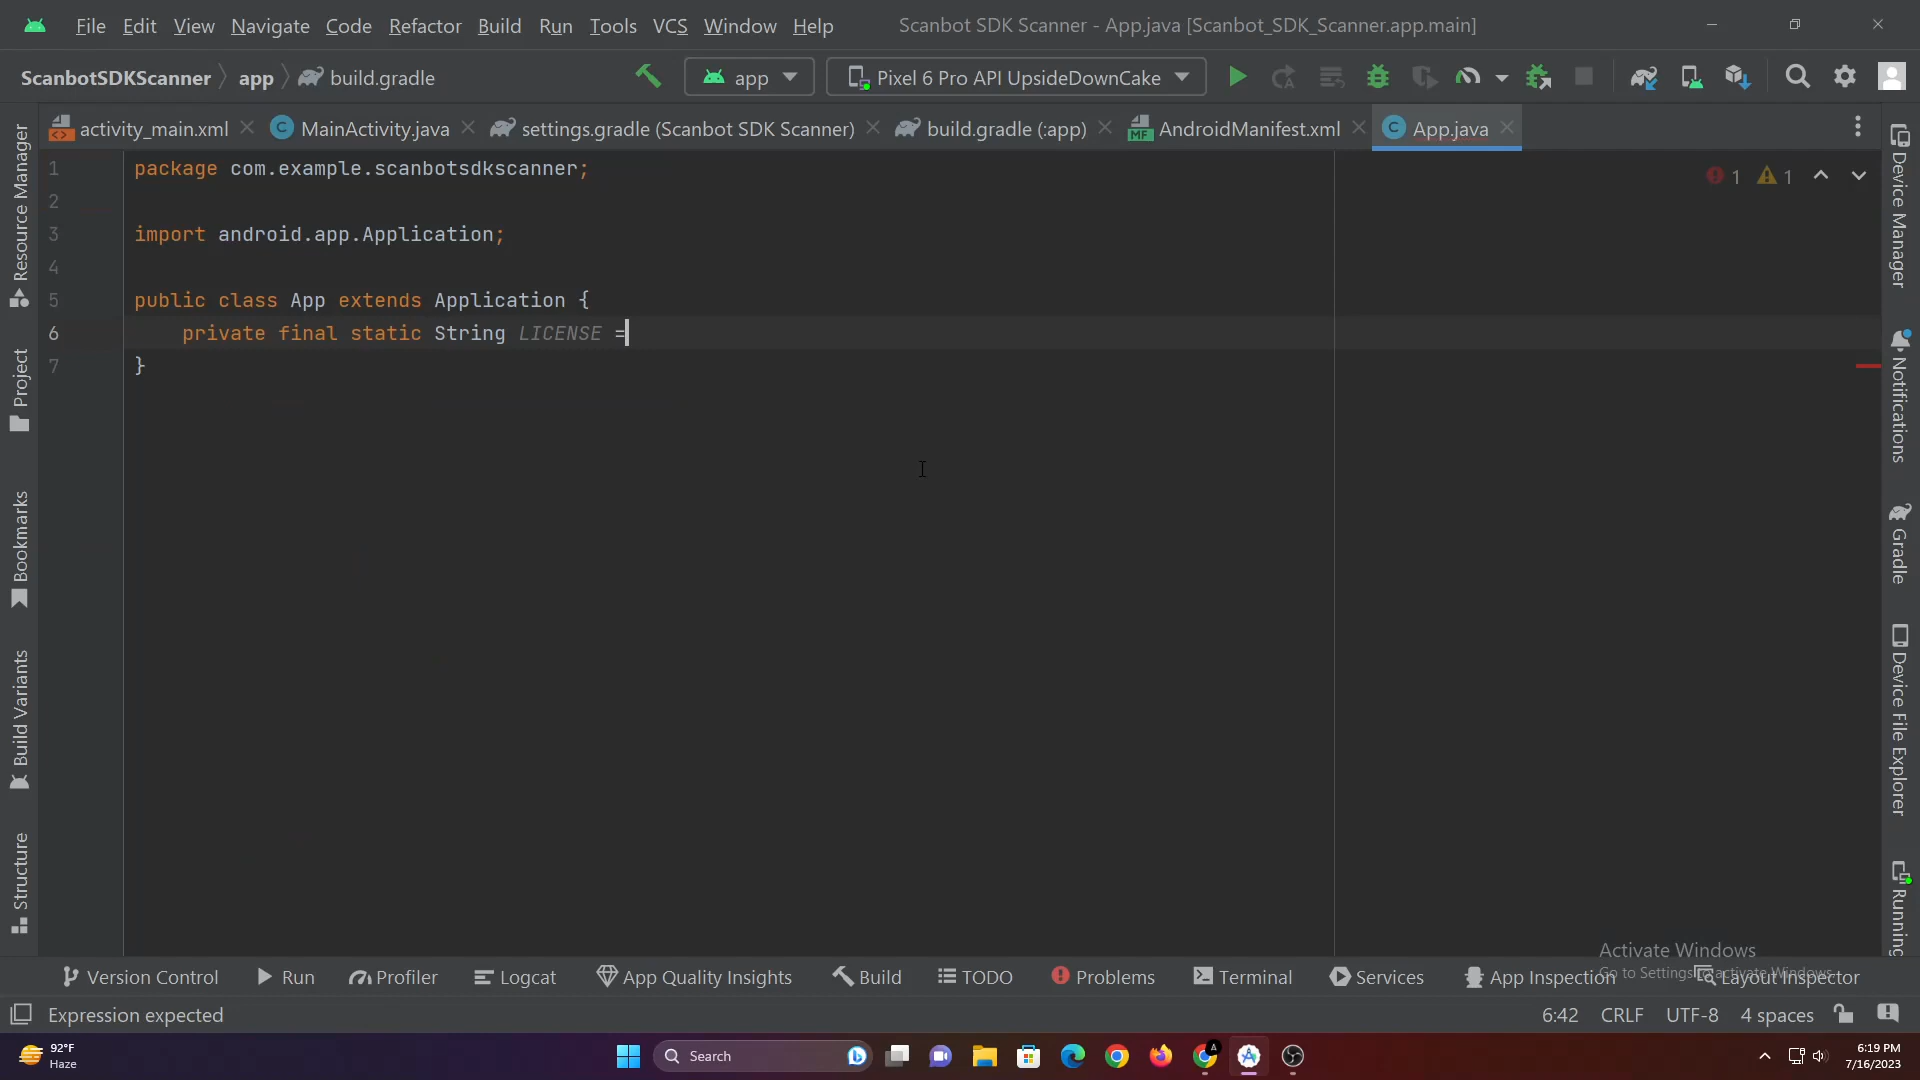 File Edit View Navigate Code Refactor Build Run Tools VCS Window Help Scanbot SDK Scanner - App.java [Scanbot_SDK_Scanner.app.main]
ScanbotSDKScanner app build.gradle app Pixel 6 Pro API UpsideDownCake
activity_main.xml MainActivity.java settings.gradle (Scanbot SDK Scanner) build.gradle (:app) AndroidManifest.xml App.java
1 package com.example.scanbotsdkscanner;
1 1
2
3 import android.app.Application;
4
5 public class App extends Application {
6 private final static String LICENSE =
7 }
Resource Manager
Project
Bookmarks
Build Variants
Structure
Device Manager
Notifications
Gradle
Device File Explorer
Running
Activate Windows
Go to Settings to activate Windows.
Version Control Run Profiler Logcat App Quality Insights Build TODO Problems Terminal Services App Inspection Layout Inspector
Expression expected 6:42 CRLF UTF-8 4 spaces
92°F
Haze
Search
6:19 PM
7/16/2023